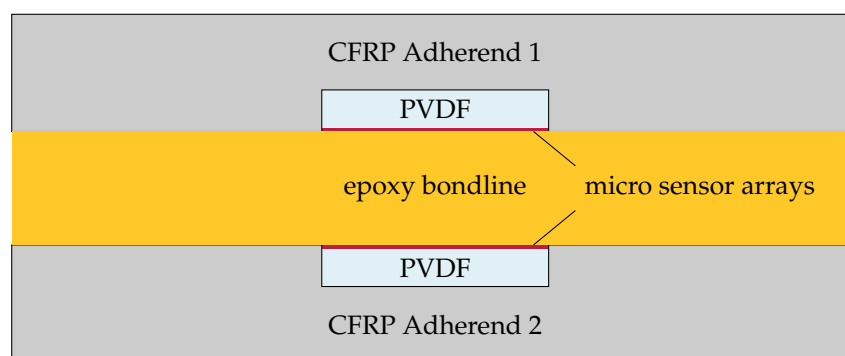 CFRP Adherend 1
PVDF
epoxy bondline
micro sensor arrays
PVDF
CFRP Adherend 2